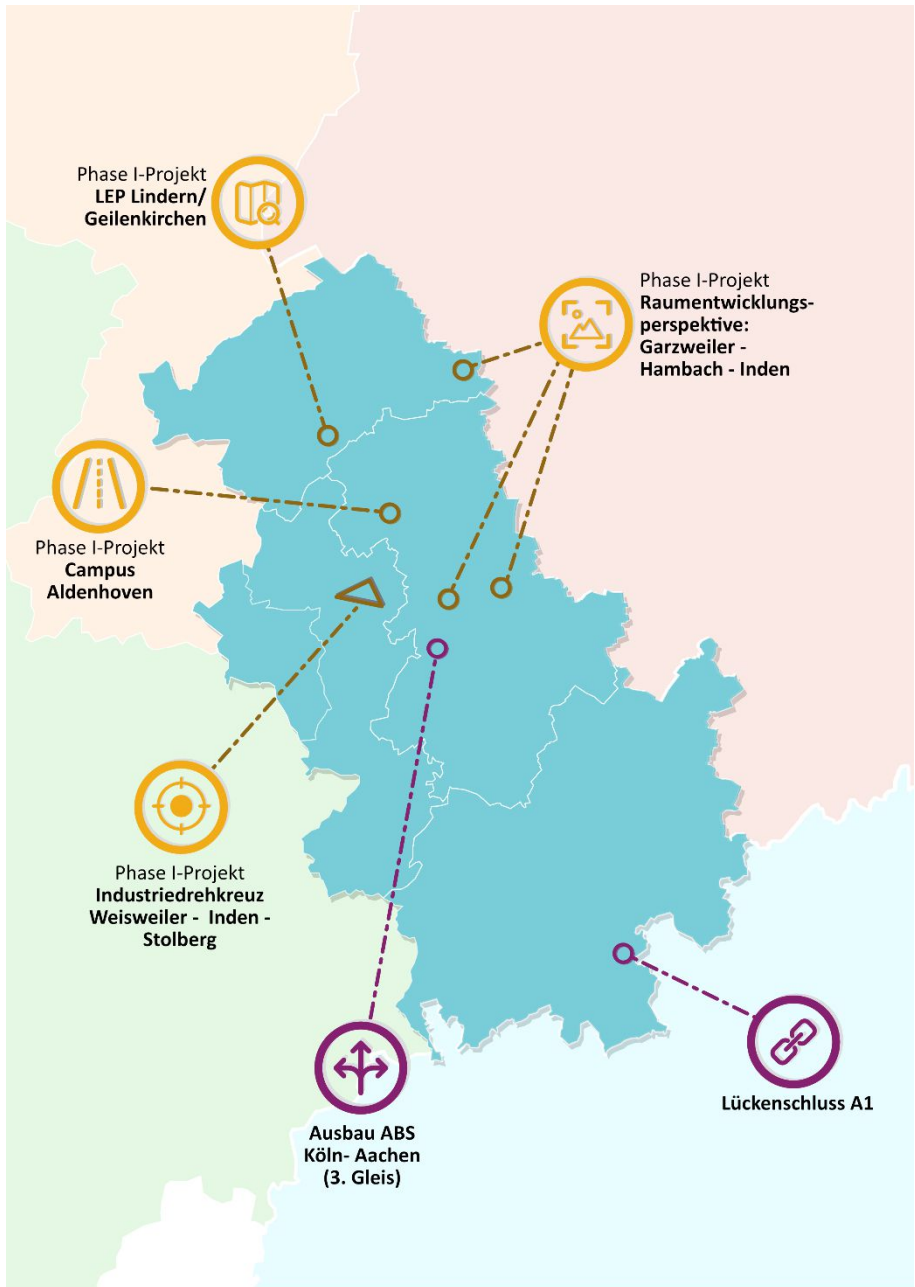 Phase I-Projekt
LEP Lindern/
Geilenkirchen
Phase I-Projekt
Raumentwicklungs-
perspektive:
Garzweiler -
Hambach - Inden
Phase I-Projekt
Campus
Aldenhoven
Phase I-Projekt
Industriedrehkreuz
Weisweiler - Inden -
Stolberg
Ausbau ABS
Köln- Aachen
(3. Gleis)
Lückenschluss A1